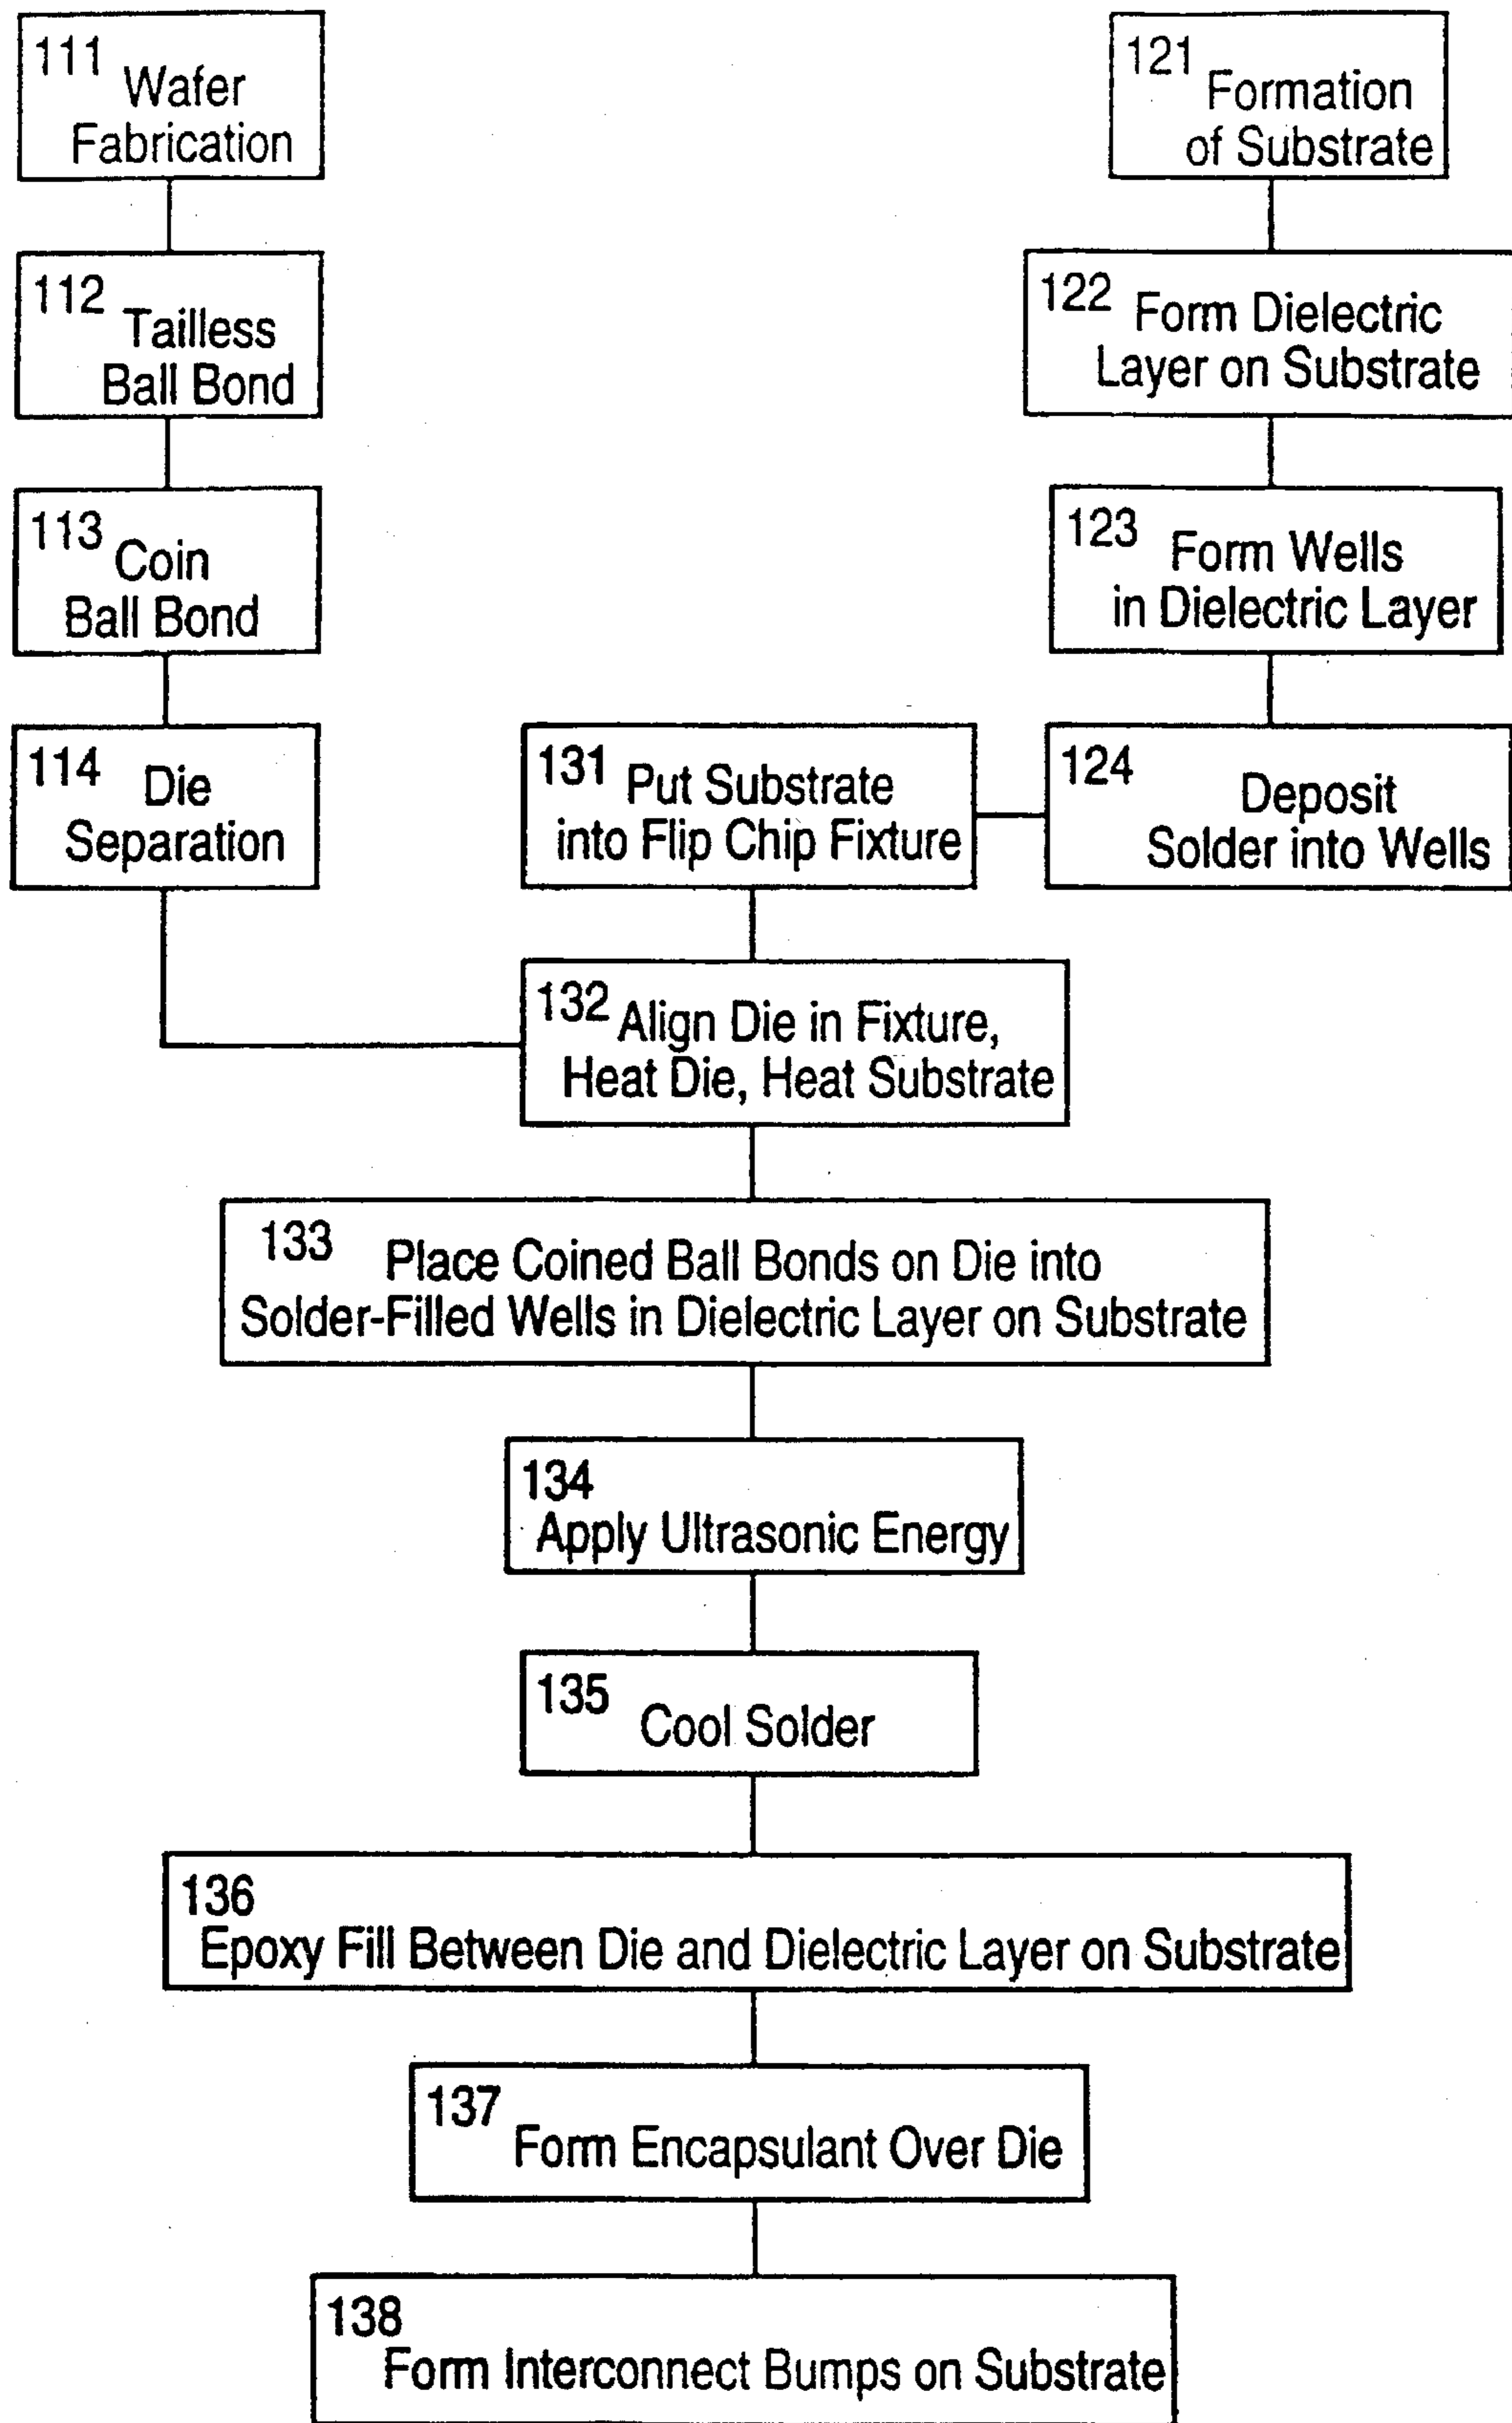 111 Wafer
Fabrication
112 Tailless
Ball Bond
113 Coin
Ball Bond
114 Die
Separation
121 Formation
of Substrate
122 Form Dielectric
Layer on Substrate
123 Form Wells
in Dielectric Layer
124 Deposit
Solder into Wells
131 Put Substrate
into Flip Chip Fixture
132 Align Die in Fixture,
Heat Die, Heat Substrate
133 Place Coined Ball Bonds on Die into
Solder-Filled Wells in Dielectric Layer on Substrate
134
Apply Ultrasonic Energy
135 Cool Solder
136
Epoxy Fill Between Die and Dielectric Layer on Substrate
137
Form Encapsulant Over Die
138
Form Interconnect Bumps on Substrate